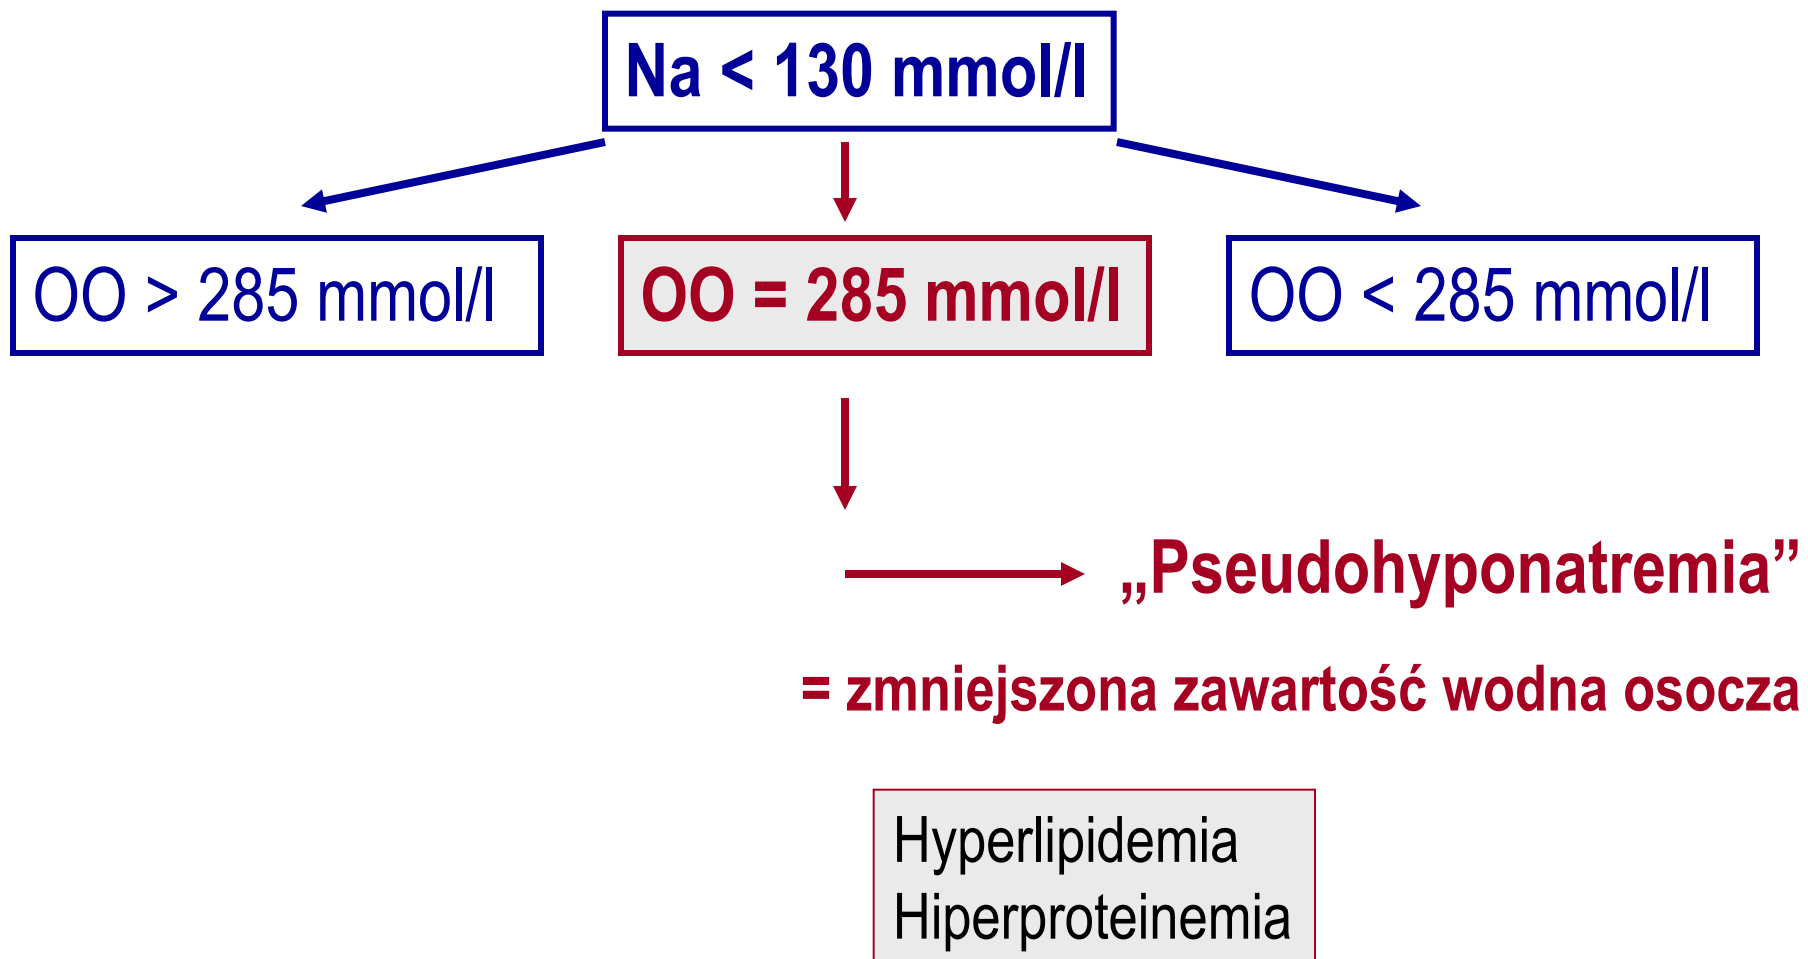 Na < 130 mmol/l
OO > 285 mmol/l
OO = 285 mmol/l
OO < 285 mmol/l
„Pseudohyponatremia”
= zmniejszona zawartość wodna osocza
Hyperlipidemia
Hiperproteinemia